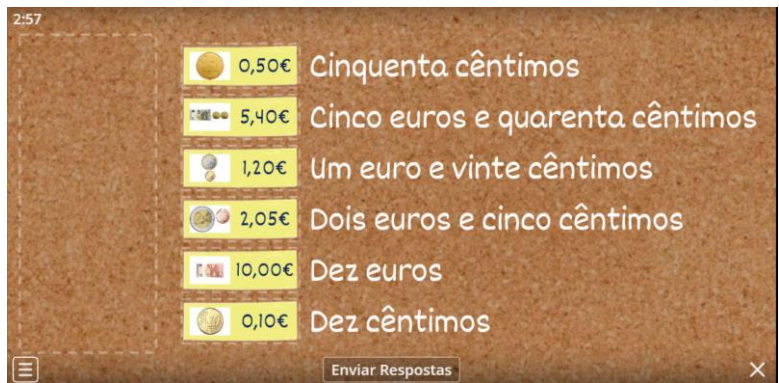 2:57
0,50€ Cinquenta cêntimos
5,40€ Cinco euros e quarenta cêntimos
1,20€ Um euro e vinte cêntimos
2,05€ Dois euros e cinco cêntimos
10,00€ Dez euros
0,10€ Dez cêntimos
Enviar Respostas